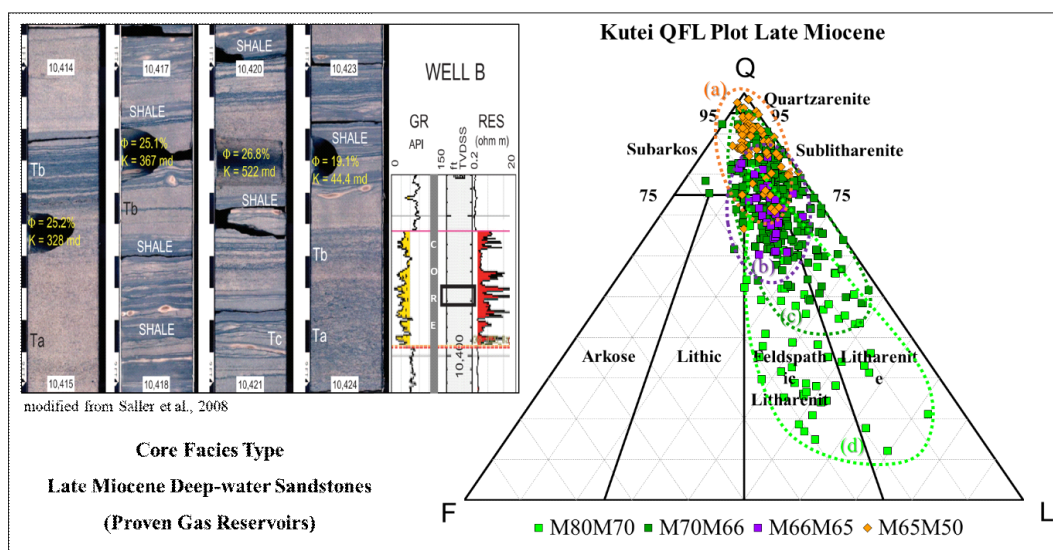 SHALE
10,414
10,417
10,420
10,423
SHALE
SHALE
Φ = 25.1%
K = 367 md
Φ = 26.8%
K = 522 md
Φ = 19.1%
K = 44.4 md
Tb
Tb
Φ = 25.2%
K = 328 md
SHALE
SHALE
Tb
SHALE
Ta
Tc
Ta
10,415
10,418
10,421
10,424
WELL B
GR
API
RES
(ohm m)
0
150
ft
TVDSS
0.2
20
C
O
R
E
10,400
modified from Saller et al., 2008
Core Facies Type
Late Miocene Deep-water Sandstones
(Proven Gas Reservoirs)
Kutei QFL Plot Late Miocene
Q
(a)
Quartzarenite
95
95
Subarkos
Sublitharenite
75
75
(b)
(c)
Arkose
Lithic
Feldspath
ic
Litharenit
Litharenit
e
(d)
F
L
M80M70
M70M66
M66M65
M65M50